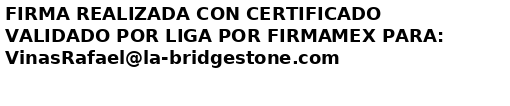 FIRMA REALIZADA CON CERTIFICADO
VALIDADO POR LIGA POR FIRMAMEX PARA:
VinasRafael@la-bridgestone.com